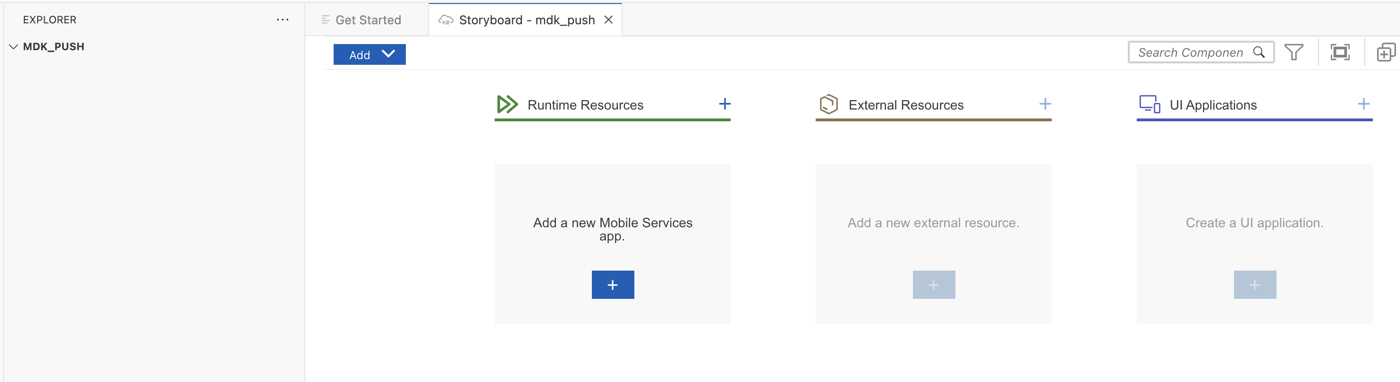 EXPLORER
MDK_PUSH
Get Started
Storyboard - mdk_push
Add
Search Componen
Runtime Resources
External Resources
UI Applications
Add a new Mobile Services
app.
Add a new external resource.
Create a UI application.